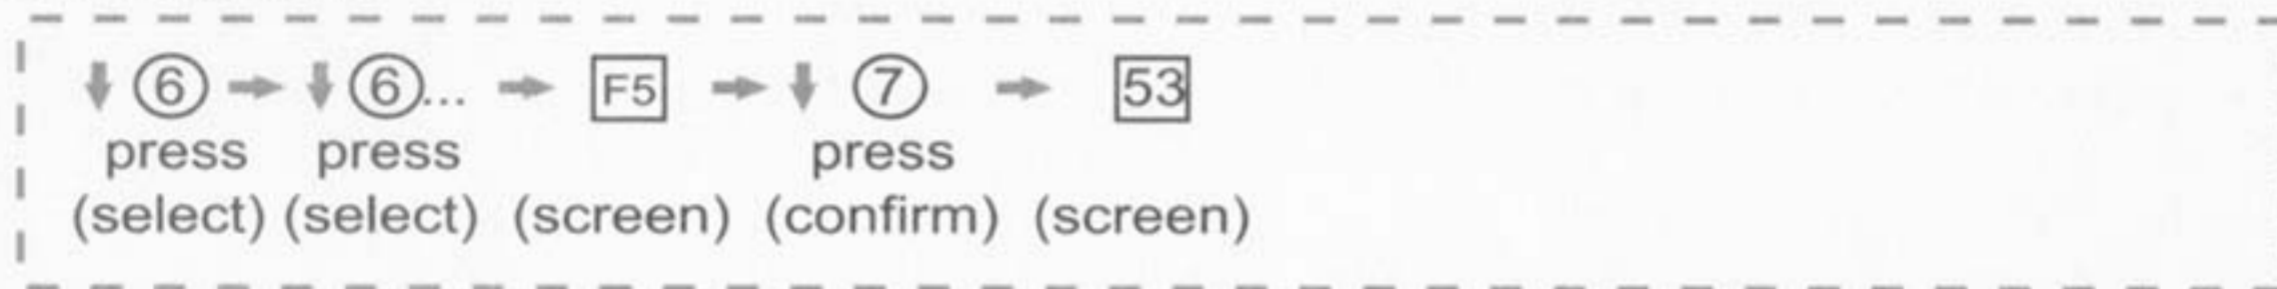 6 6... F5 7 53
press press press
(select) (select) (screen) (confirm) (screen)